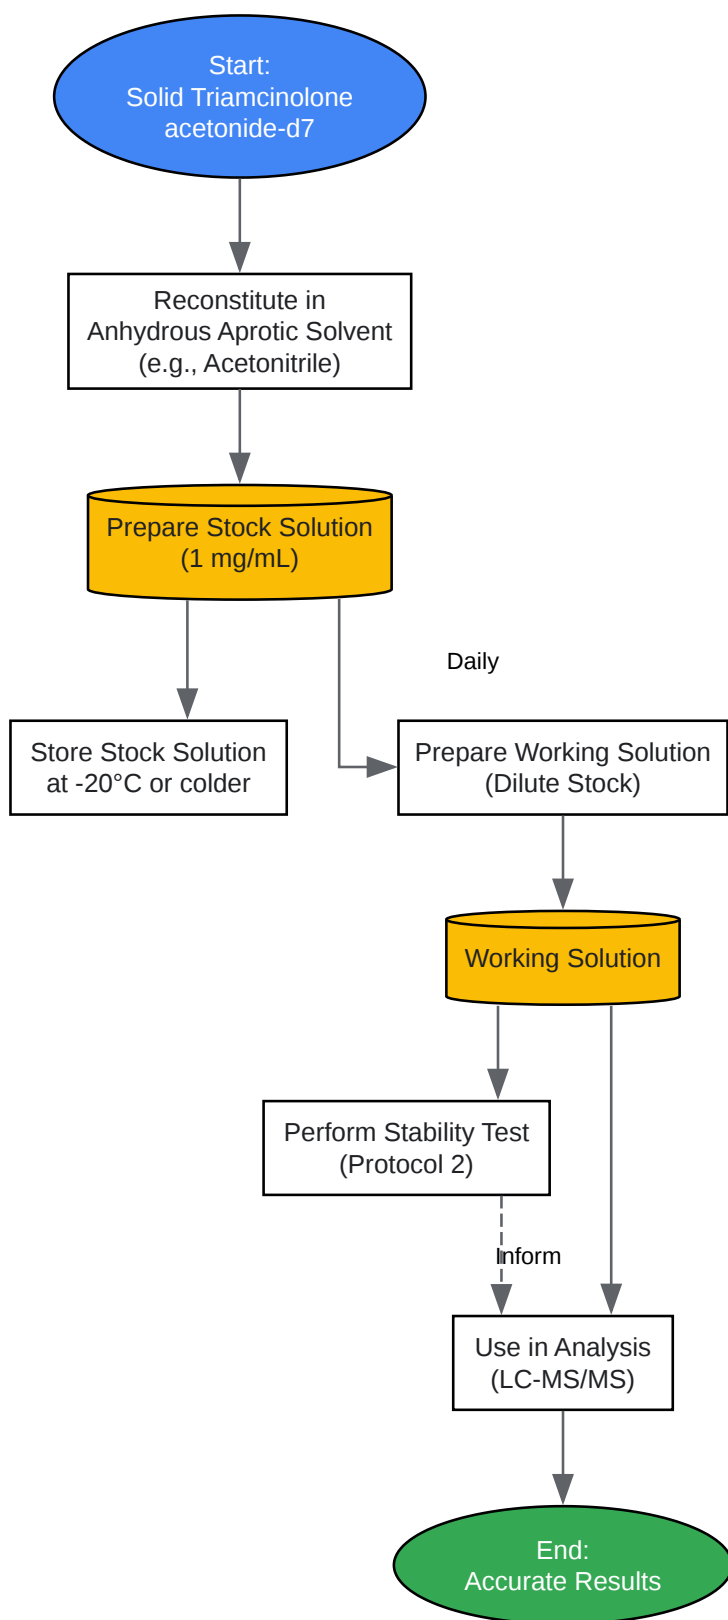 Start:
Solid Triamcinolone
acetonide-d7
Reconstitute in
Anhydrous Aprotic Solvent
(e.g., Acetonitrile)
Prepare Stock Solution
(1 mg/mL)
Daily
Store Stock Solution
at -20°C or colder
Prepare Working Solution
(Dilute Stock)
Working Solution
Perform Stability Test
(Protocol 2)
Inform
Use in Analysis
(LC-MS/MS)
End:
Accurate Results